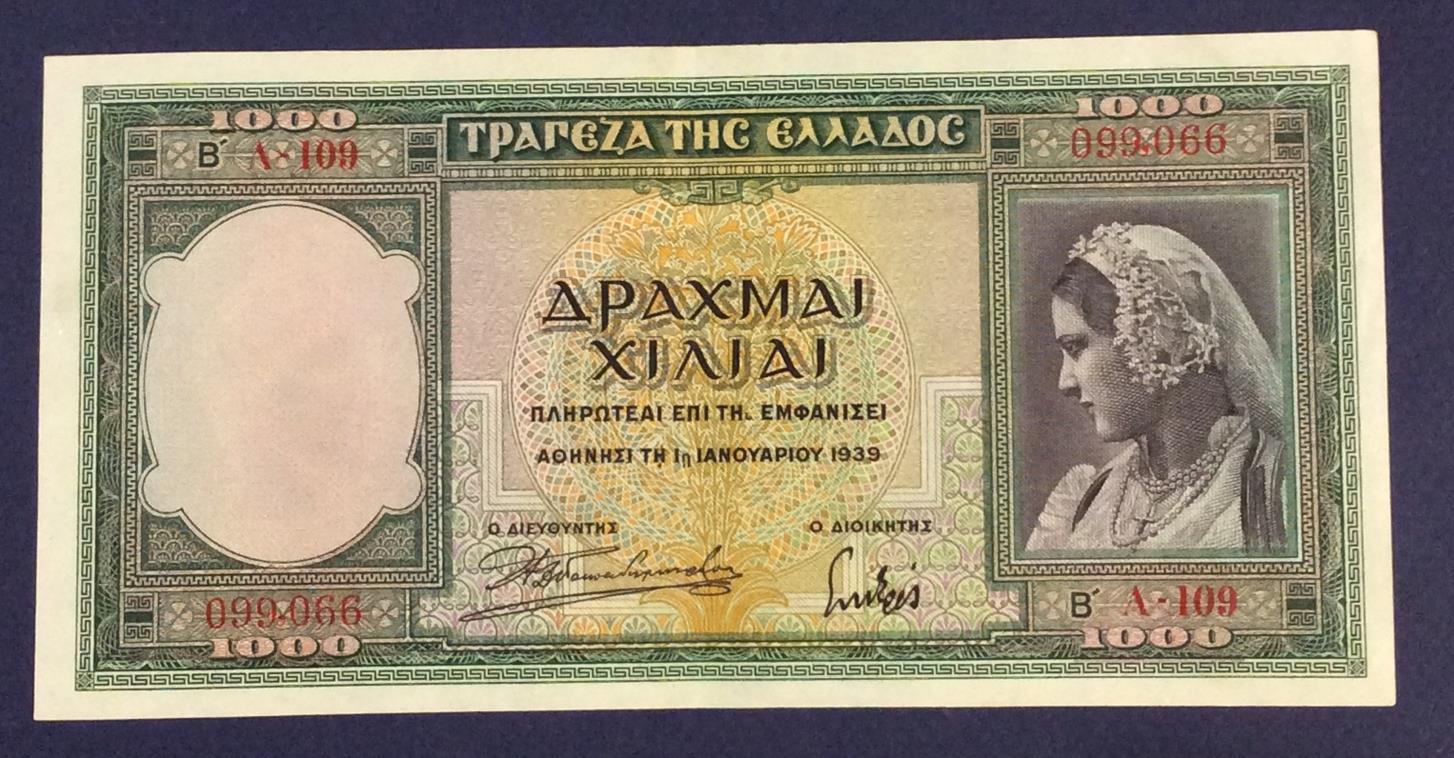 1000
1000
Β΄ Λ-109
ΤΡΑΠΕΖΑ ΤΗΣ ΕΛΛΑΔΟΣ
099,066
ΔΡΑΧΜΑΙ
ΧΙΛΙΑΙ
ΠΛΗΡΩΤΕΑΙ ΕΠΙ ΤΗι ΕΜΦΑΝΙΣΕΙ
ΑΘΗΝΗΣΙ ΤΗ 1η ΙΑΝΟΥΑΡΙΟΥ 1939
Ο ΔΙΕΥΘΥΝΤΗΣ
Ο ΔΙΟΙΚΗΤΗΣ
099,066
Β΄ Λ-109
1000
1000